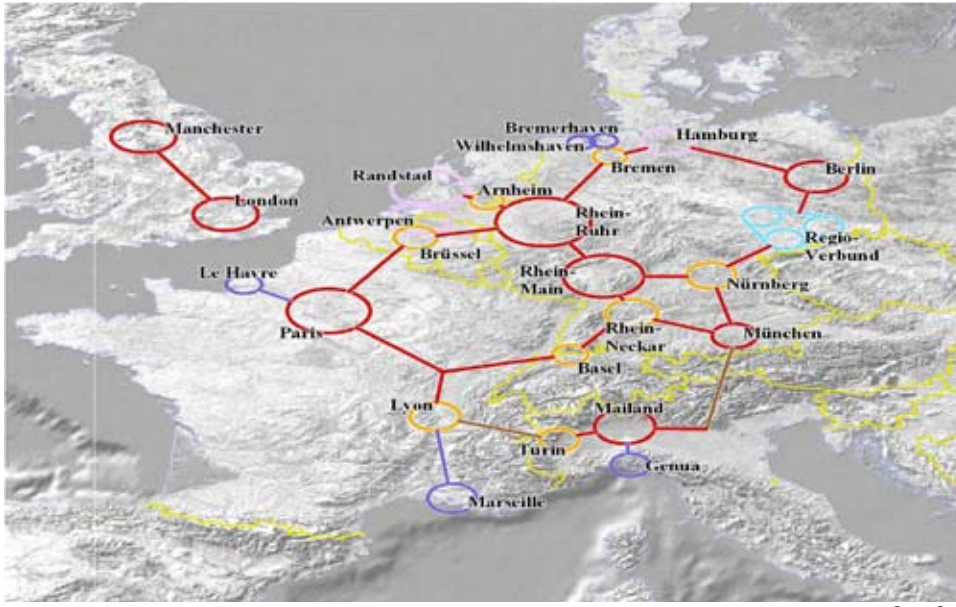 Manchester
London
Bremerhaven
Wilhelmshaven
Hamburg
Bremen
Berlin
Randstad
Arnheim
Antwerpen
Rhein-
Ruhr
Brüssel
Regio-
Verbund
Le Havre
Rhein-
Main
Nürnberg
Paris
Rhein-
Neckar
München
Basel
Lyon
Mailand
Turin
Genua
Marseille